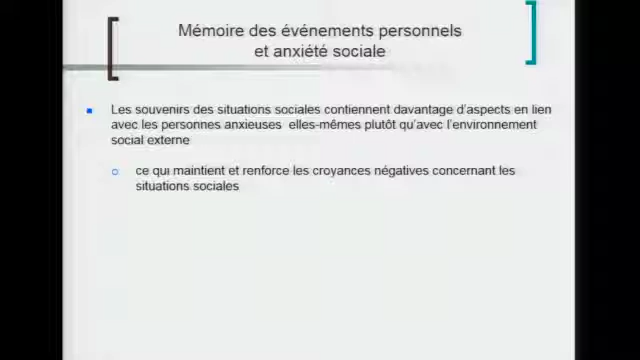 Mémoire des événements personnels
et anxiété sociale
Les souvenirs des situations sociales contiennent davantage d'aspects en lien
avec les personnes anxieuses elles-mêmes plutôt qu'avec l'environnement
social externe
ce qui maintient et renforce les croyances négatives concernant les
situations sociales